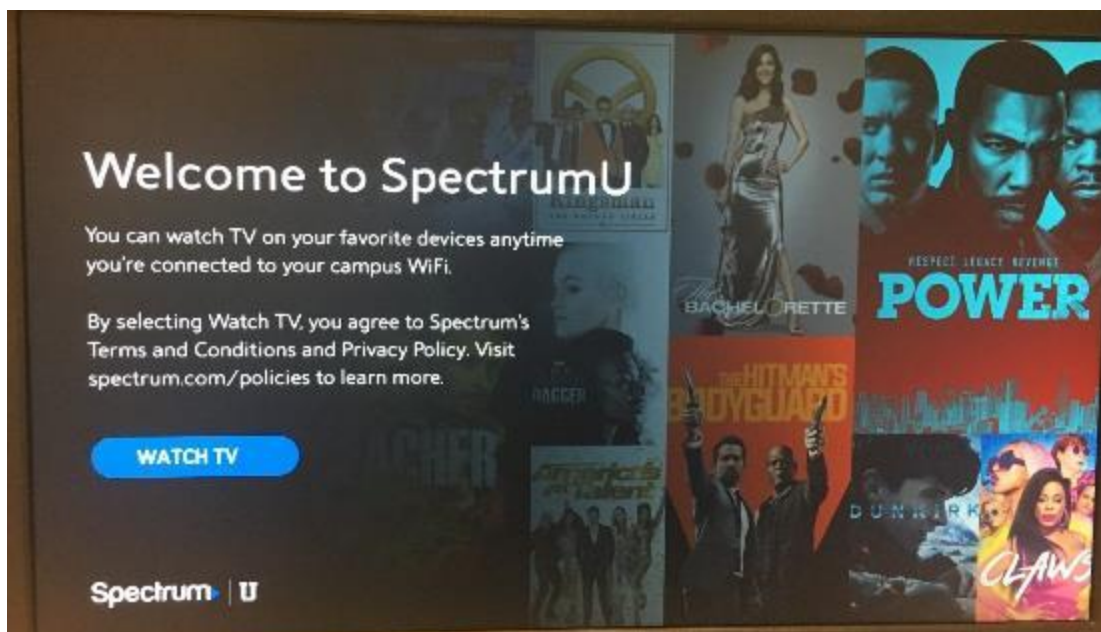 Welcome to SpectrumU
You can watch TV on your favorite devices anytime
you're connected to your campus WiFi.
By selecting Watch TV, you agree to Spectrum's
Terms and Conditions and Privacy Policy. Visit
spectrum.com/policies to learn more.
WATCH TV
Spectrum U
Kingsman
The
BACHELORETTE
RESPECT LEGACY REVENGE
POWER
DAGGER
THE HITMAN'S
BODYGUARD
America's
Got Talent
DUNKIRK
CLAWS